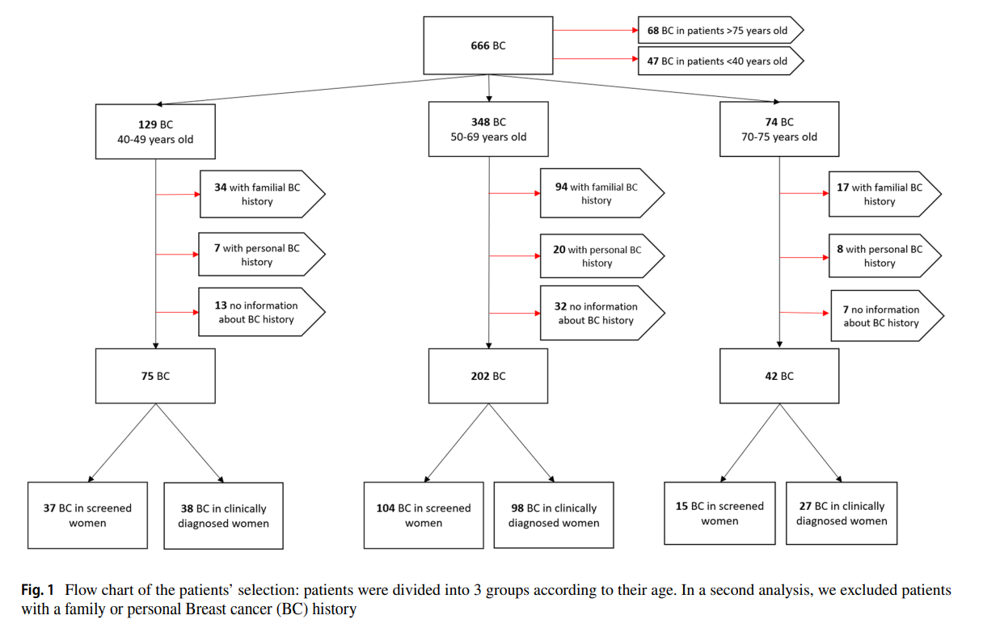 666 BC
68 BC in patients >75 years old
47 BC in patients <40 years old
129 BC
40-49 years old
348 BC
50-69 years old
74 BC
70-75 years old
34 with familial BC
history
94 with familial BC
history
17 with familial BC
history
7 with personal BC
history
20 with personal BC
history
8 with personal BC
history
13 no information
about BC history
32 no information
about BC history
7 no information
about BC history
75 BC
202 BC
42 BC
37 BC in screened
women
38 BC in clinically
diagnosed women
104 BC in screened
women
98 BC in clinically
diagnosed women
15 BC in screened
women
27 BC in clinically
diagnosed women
Fig. 1 Flow chart of the patients’ selection: patients were divided into 3 groups according to their age. In a second analysis, we excluded patients
with a family or personal Breast cancer (BC) history